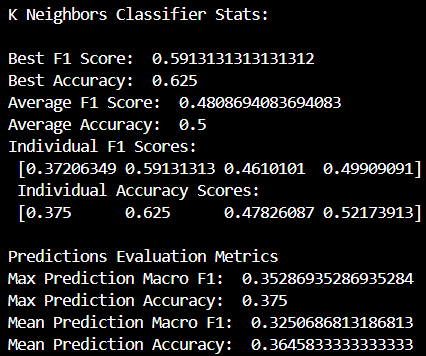 K Neighbors Classifier Stats:
Best F1 Score:  0.5913131313131312
Best Accuracy:  0.625
Average F1 Score:  0.4808694083694083
Average Accuracy:  0.5
Individual F1 Scores:
 [0.37206349 0.59131313 0.4610101  0.49909091]
 Individual Accuracy Scores:
 [0.375      0.625      0.47826087 0.52173913]
Predictions Evaluation Metrics
Max Prediction Macro F1:  0.35286935286935284
Max Prediction Accuracy:  0.375
Mean Prediction Macro F1:  0.3250686813186813
Mean Prediction Accuracy:  0.3645833333333333